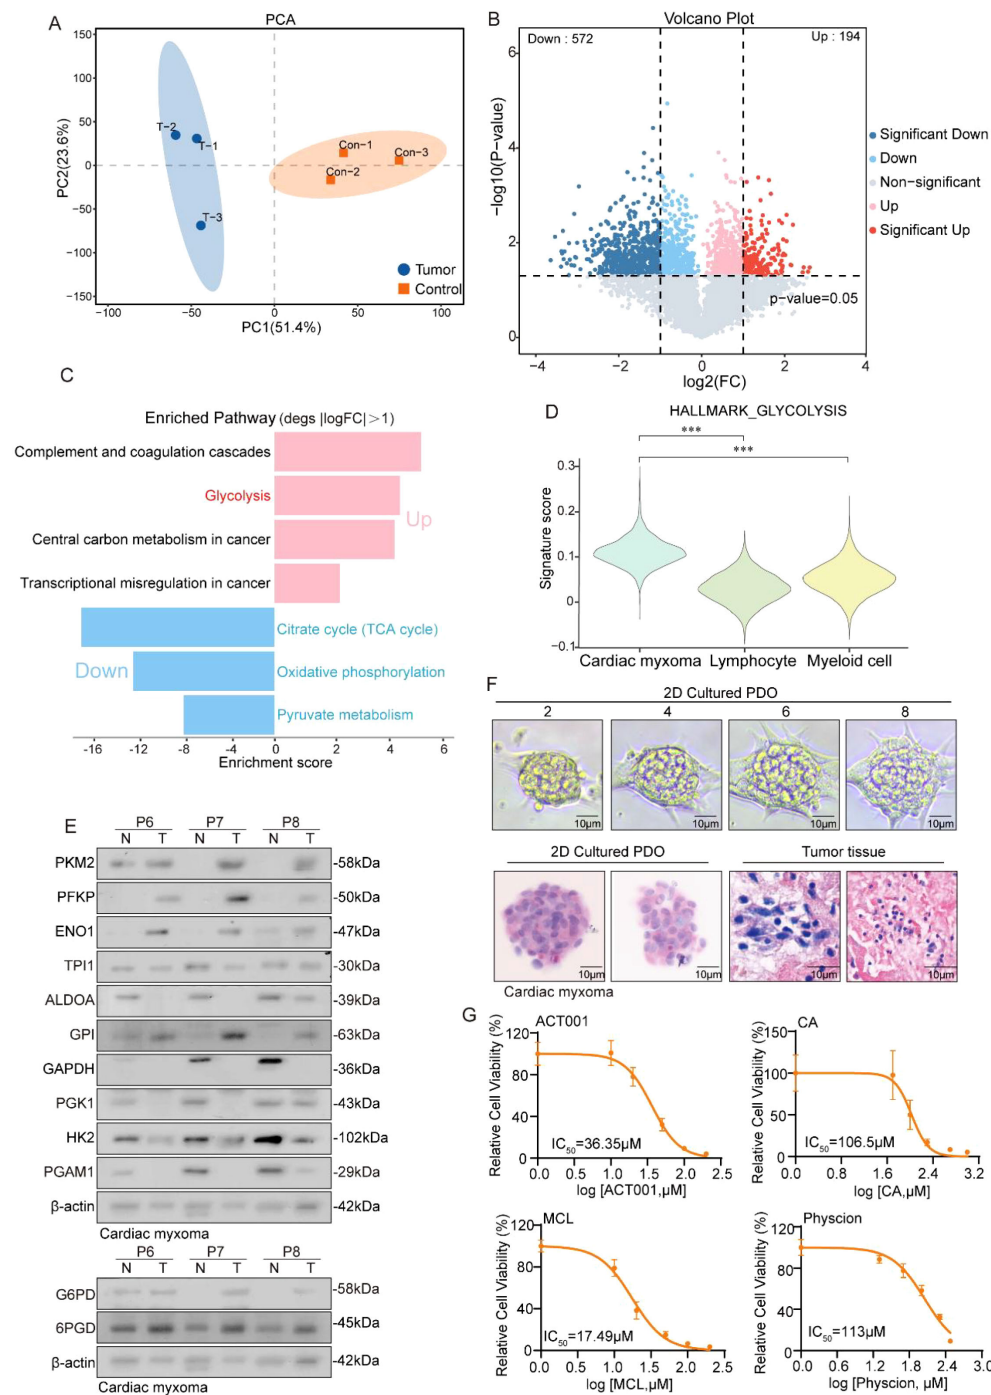 A
PCA
150
100
50
0
−50
−100
−150
PC2(23.6%)
T-2
T-1
T-3
Con-1
Con-3
Con-2
Tumor
Control
−100
−50
0
50
100
PC1(51.4%)
B
Volcano Plot
Down : 572
Up : 194
6
4
2
0
−log10(P-value)
p-value=0.05
−4
−2
0
2
4
log2(FC)
Significant Down
Down
Non-significant
Up
Significant Up
C
Enriched Pathway (degs |logFC|>1)
Complement and coagulation cascades
Glycolysis
Up
Central carbon metabolism in cancer
Transcriptional misregulation in cancer
Citrate cycle (TCA cycle)
Down
Oxidative phosphorylation
Pyruvate metabolism
-16
-12
-8
-4
0
2
4
6
Enrichment score
D
HALLMARK_GLYCOLYSIS
***
***
0.3
0.2
0.1
0
−0.1
Signature score
Cardiac myxoma
Lymphocyte
Myeloid cell
E
P6 P7 P8
N T N T N T
PKM2 -58kDa
PFKP -50kDa
ENO1 -47kDa
TPI1 -30kDa
ALDOA -39kDa
GPI -63kDa
GAPDH -36kDa
PGK1 -43kDa
HK2 -102kDa
PGAM1 -29kDa
β-actin -42kDa
Cardiac myxoma
P6 P7 P8
N T N T N T
G6PD -58kDa
6PGD -45kDa
β-actin -42kDa
Cardiac myxoma
F
2D Cultured PDO
2 4 6 8
10μm 10μm 10μm 10μm
2D Cultured PDO Tumor tissue
10μm 10μm 10μm 10μm
Cardiac myxoma
G
ACT001
120
80
40
0
Relative Cell Viability (%)
IC50=36.35μM
0.0 0.5 1.0 1.5 2.0 2.5
log [ACT001,μM]
CA
150
100
50
0
Relative Cell Viability (%)
IC50=106.5μM
0.0 0.8 1.6 2.4 3.2
log [CA,μM]
MCL
120
80
40
0
Relative Cell Viability (%)
IC50=17.49μM
0.0 0.5 1.0 1.5 2.0 2.5
log [MCL,μM]
Physcion
120
80
40
0
Relative Cell Viability (%)
IC50=113μM
0.0 0.6 1.2 1.8 2.4 3.0
log [Physcion, μM]